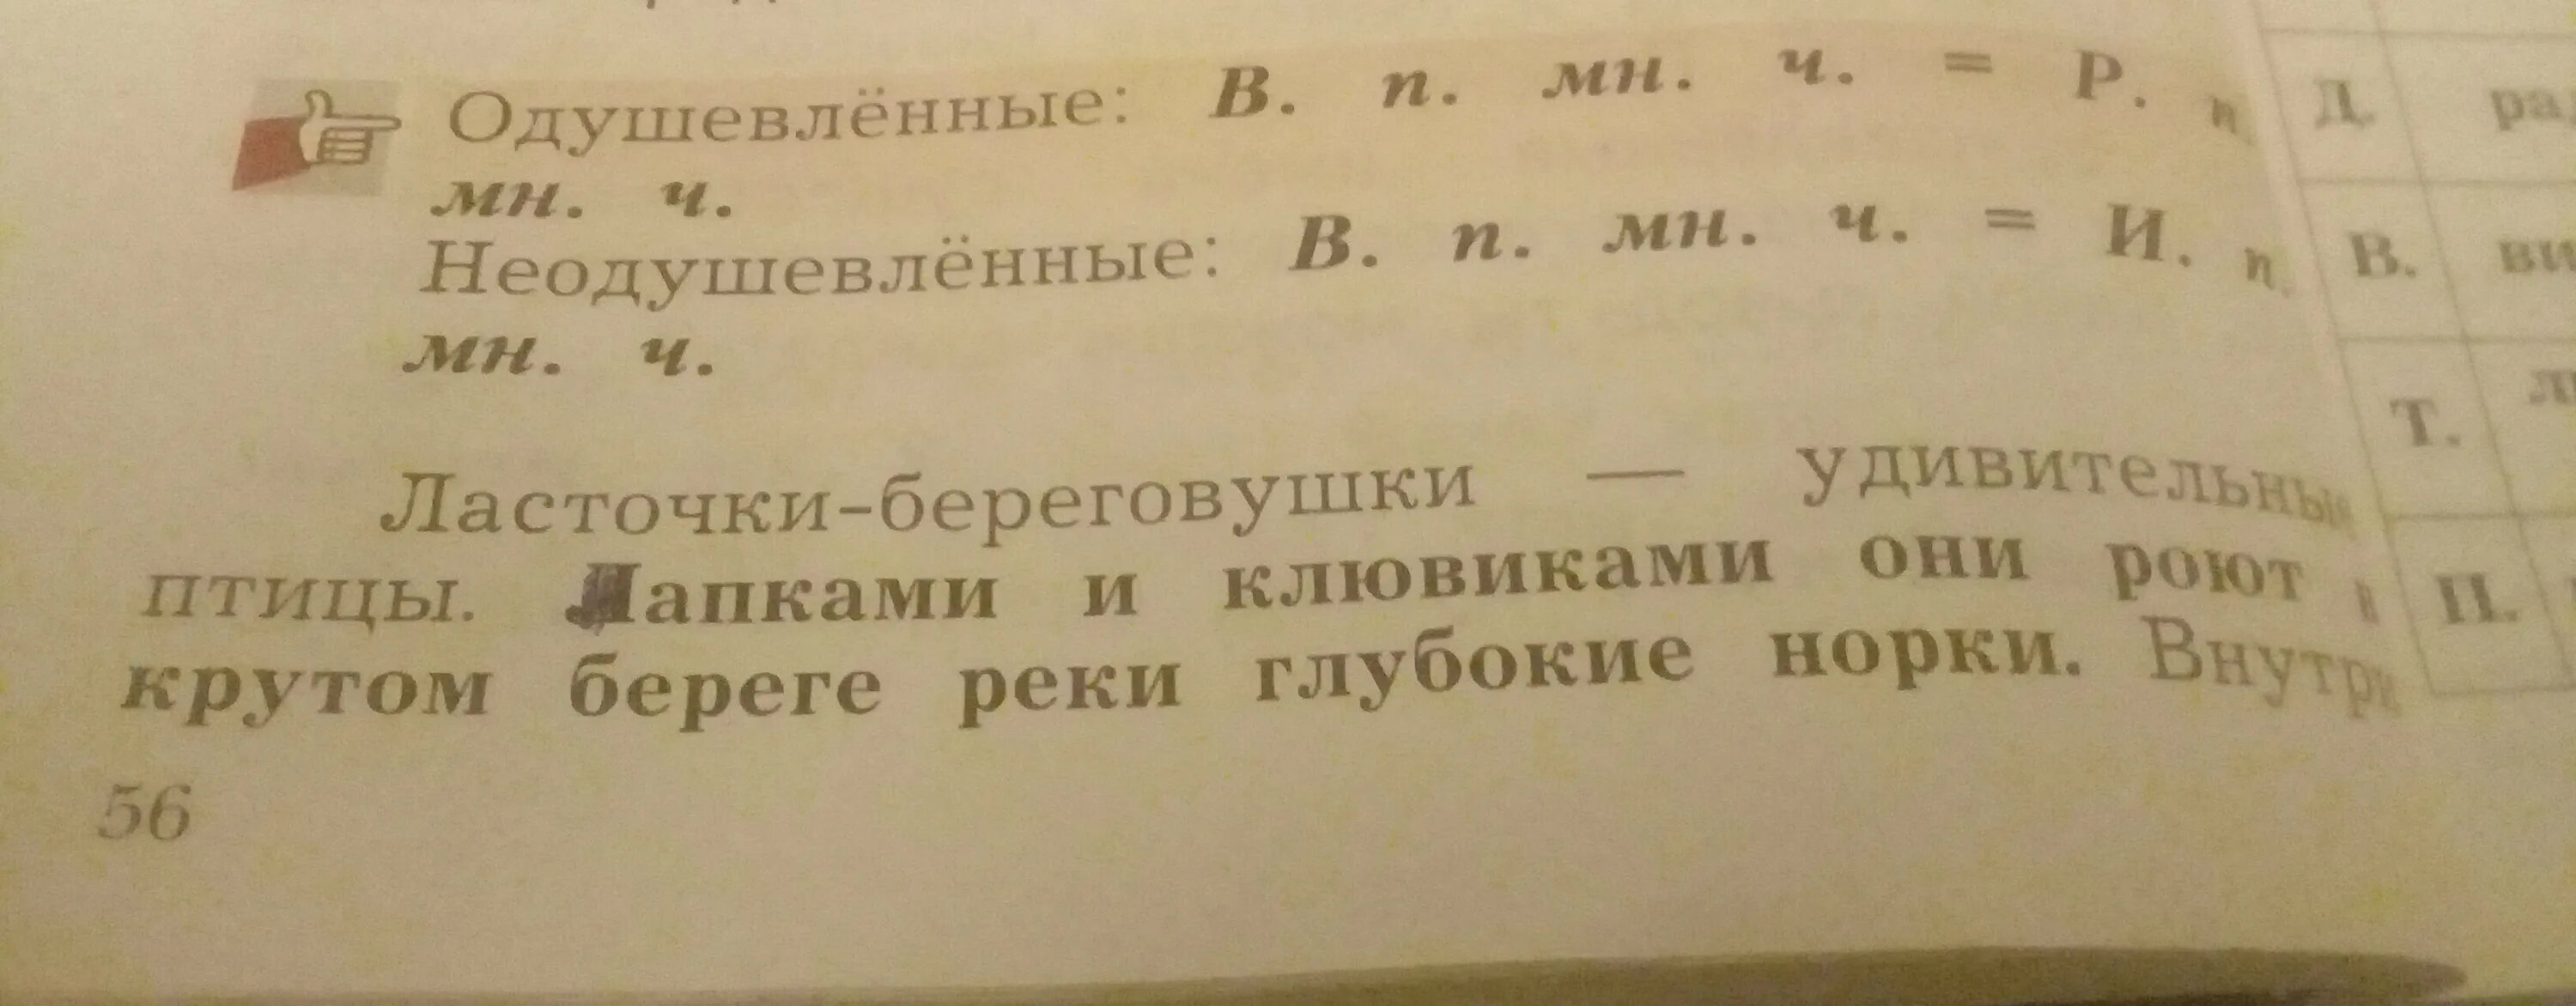 Одушевлённые: В. п. мн. ч. = Р. п.
мн. ч.
Неодушевлённые: В. п. мн. ч. = И. п.
мн. ч.
Ласточки-береговушки — удивительные
птицы. Лапками и клювиками они роют в
крутом береге реки глубокие норки. Внутри
56
Д.
В.
Т.
П.